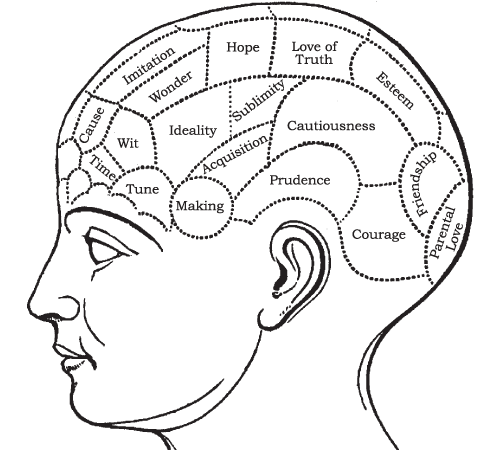 Imitation
Hope
Love of
Truth
Wonder
Esteem
Sublimity
Cause
Wit
Ideality
Cautiousness
Acquisition
Time
Tune
Making
Prudence
Friendship
Courage
Parental
Love